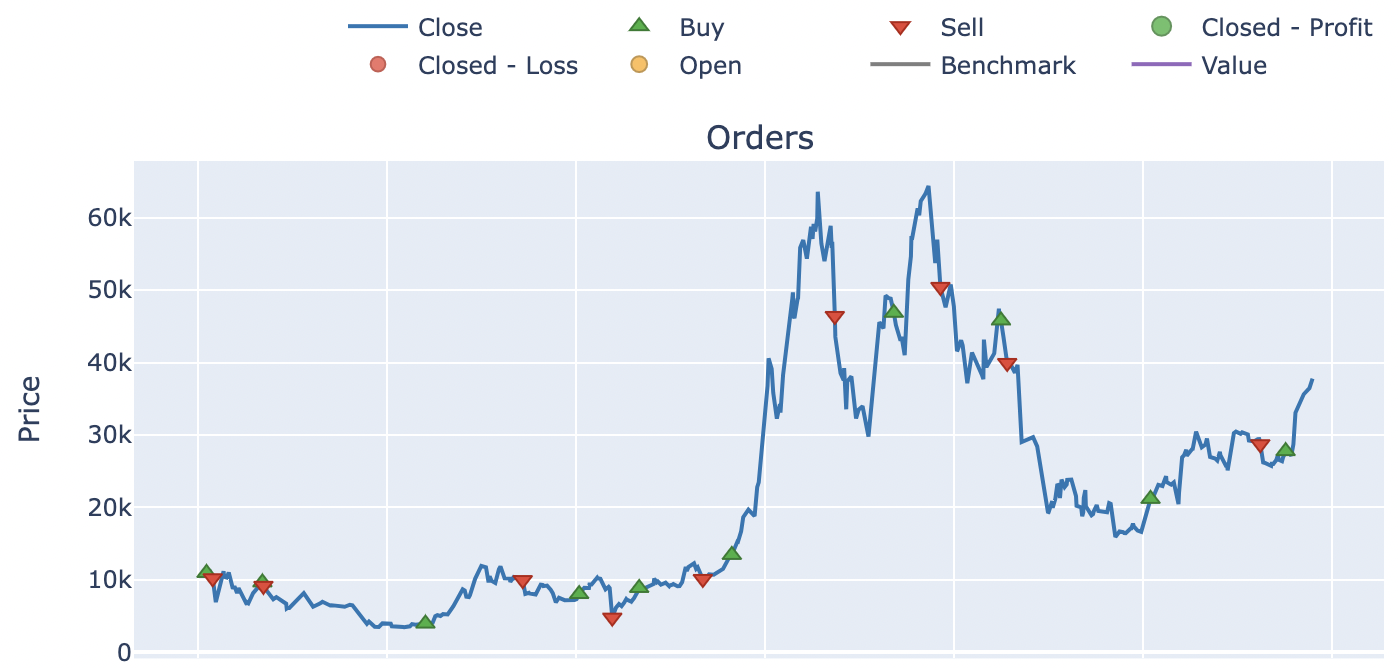 Close Buy Sell Closed - Profit
Closed - Loss Open Benchmark Value
Orders
Price
60k
50k
40k
30k
20k
10k
0